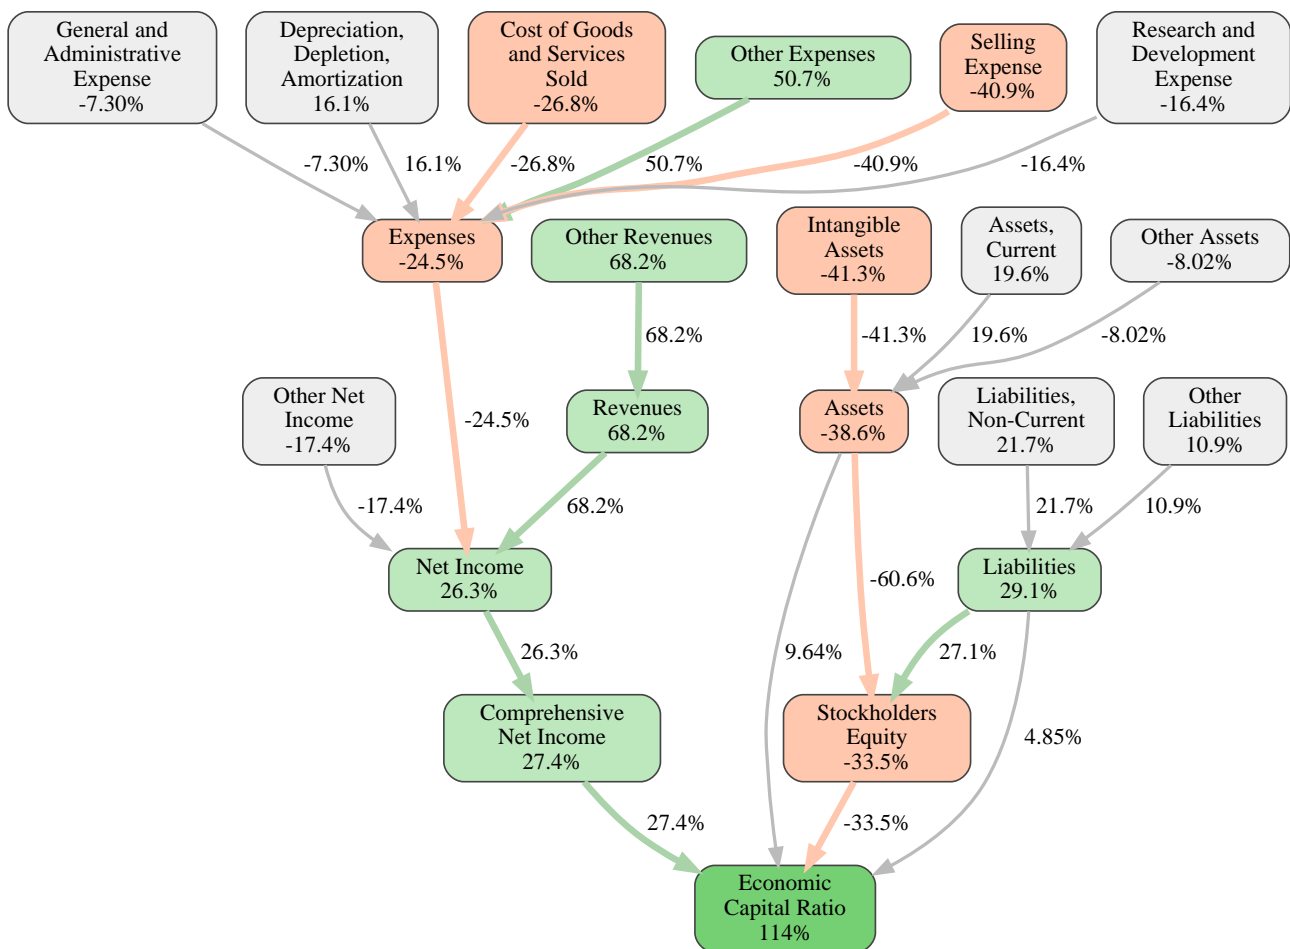 General and
Administrative
Expense
-7.30%
Depreciation,
Depletion,
Amortization
16.1%
Cost of Goods
and Services
Sold
-26.8%
Other Expenses
50.7%
Selling
Expense
-40.9%
Research and
Development
Expense
-16.4%
-7.30%
16.1%
-26.8%
50.7%
-40.9%
-16.4%
Expenses
-24.5%
Other Revenues
68.2%
Intangible
Assets
-41.3%
Assets,
Current
19.6%
Other Assets
-8.02%
68.2%
-41.3%
19.6%
-8.02%
Other Net
Income
-17.4%
-24.5%
Revenues
68.2%
Assets
-38.6%
Liabilities,
Non-Current
21.7%
Other
Liabilities
10.9%
-17.4%
68.2%
21.7%
10.9%
Net Income
26.3%
-60.6%
Liabilities
29.1%
26.3%
9.64%
27.1%
Comprehensive
Net Income
27.4%
Stockholders
Equity
-33.5%
4.85%
27.4%
-33.5%
Economic
Capital Ratio
114%